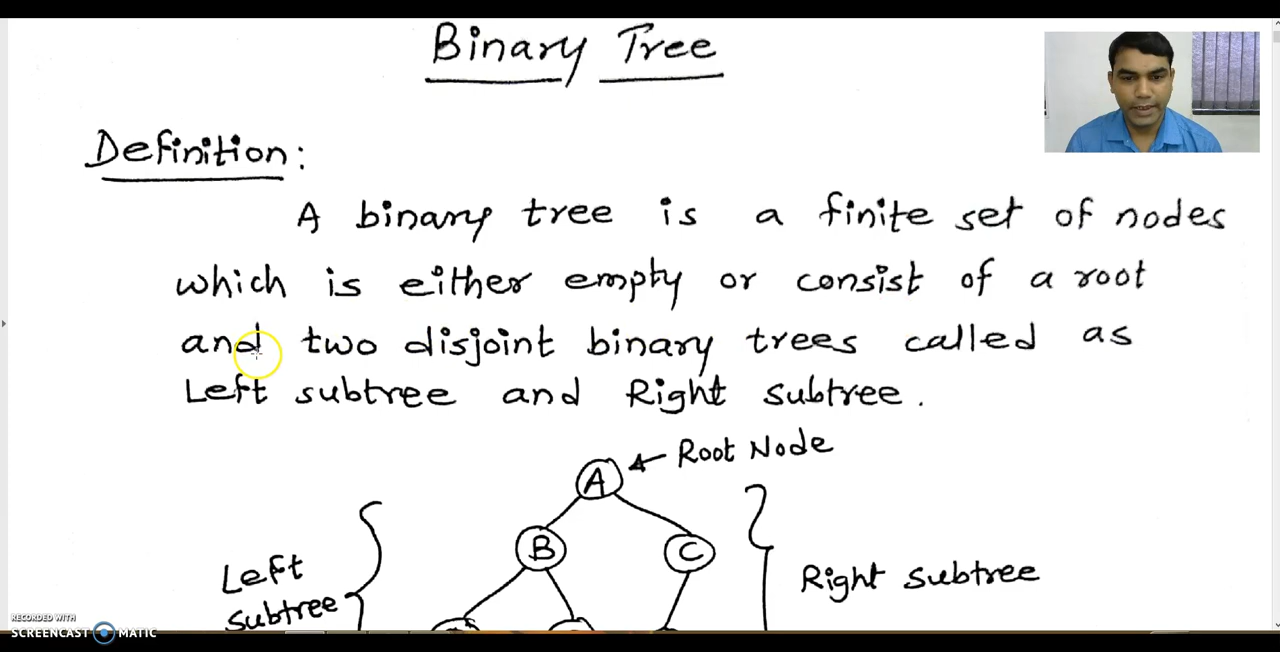 Binary Tree
Definition:
A binary tree is a finite set of nodes
which is either empty or consist of a root
and two disjoint binary trees called as
Left subtree and Right subtree.
A ← Root Node
B C
Left
subtree
Right subtree
RECORDED WITH
SCREENCAST MATIC